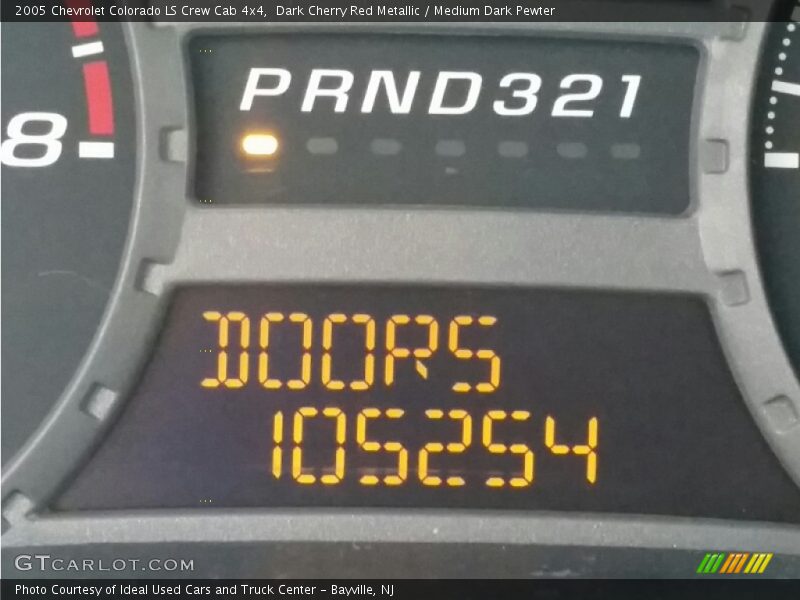 2005 Chevrolet Colorado LS Crew Cab 4x4, Dark Cherry Red Metallic / Medium Dark Pewter
PRND321
8
DOORS
105254
GTCARLOT.COM
Photo Courtesy of Ideal Used Cars and Truck Center - Bayville, NJ